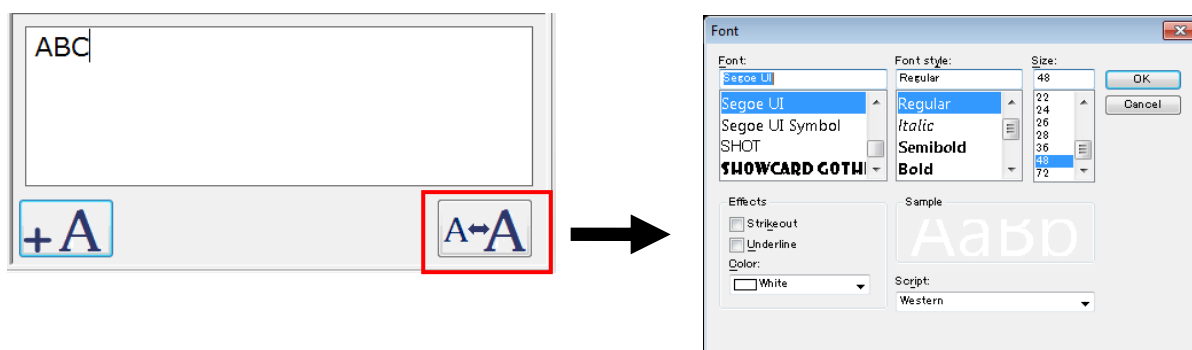 ABC
+A
A↔A
Font
Font:
Segoe UI
Segoe UI
Segoe UI Symbol
SHOT
SHOWCARD GOTHI
Font style:
Regular
Regular
Italic
Semibold
Bold
Size:
48
22
24
26
28
36
48
72
OK
Cancel
Effects
Strikeout
Underline
Color:
White
Sample
AaBb
Script:
Western